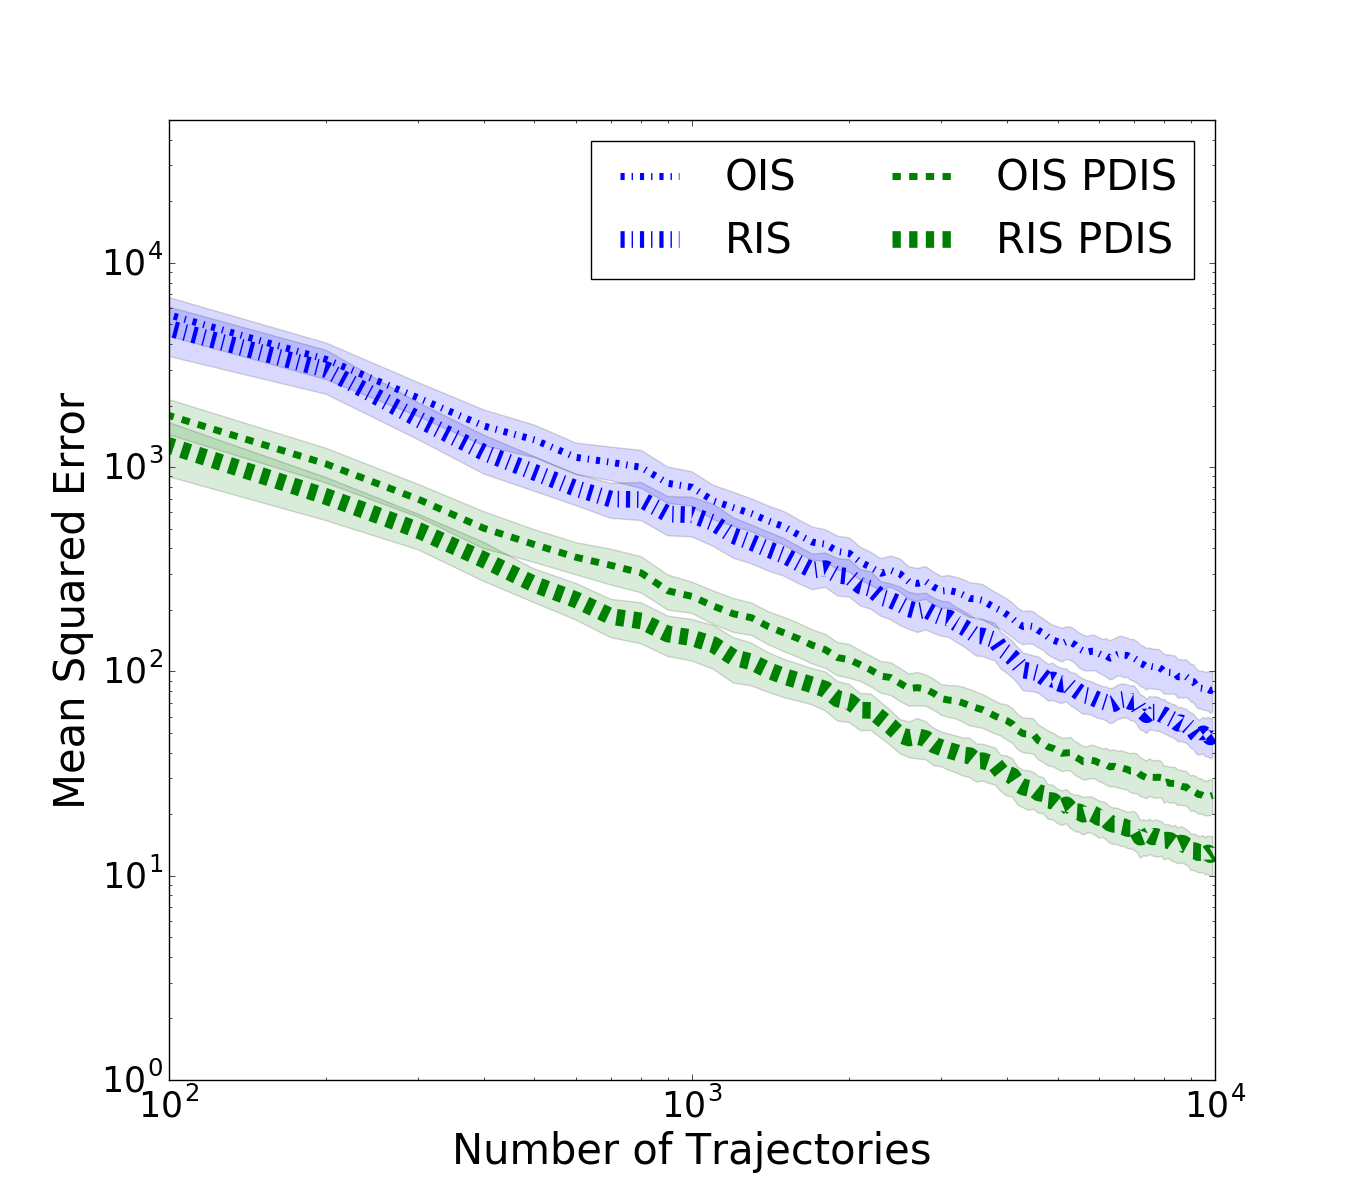 OIS
RIS
OIS PDIS
RIS PDIS
Mean Squared Error
10^4
10^3
10^2
10^1
10^0
10^2
10^3
10^4
Number of Trajectories